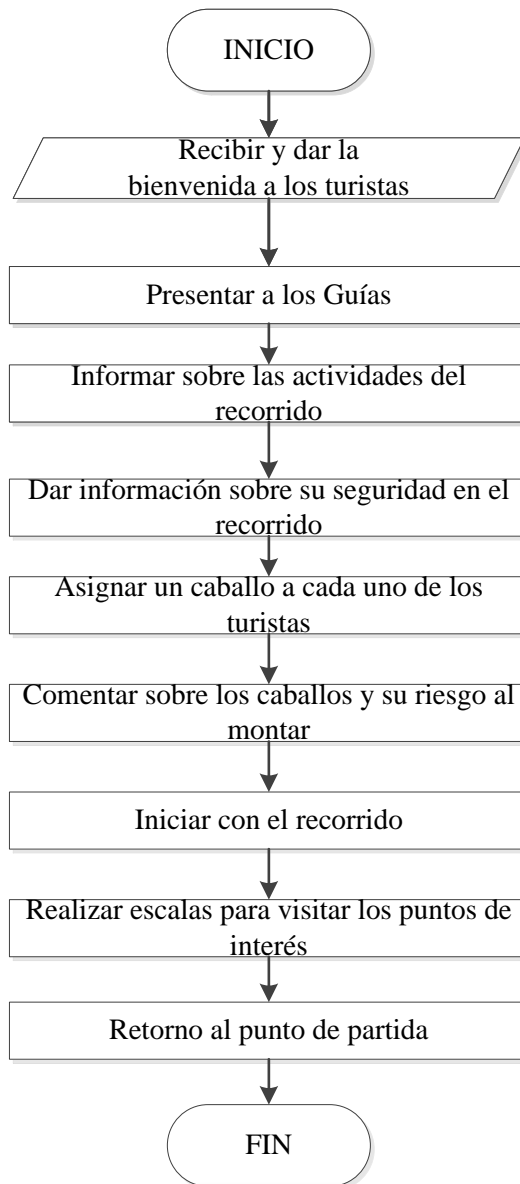 INICIO
Recibir y dar la
bienvenida a los turistas
Presentar a los Guías
Informar sobre las actividades del
recorrido
Dar información sobre su seguridad en el
recorrido
Asignar un caballo a cada uno de los
turistas
Comentar sobre los caballos y su riesgo al
montar
Iniciar con el recorrido
Realizar escalas para visitar los puntos de
interés
Retorno al punto de partida
FIN